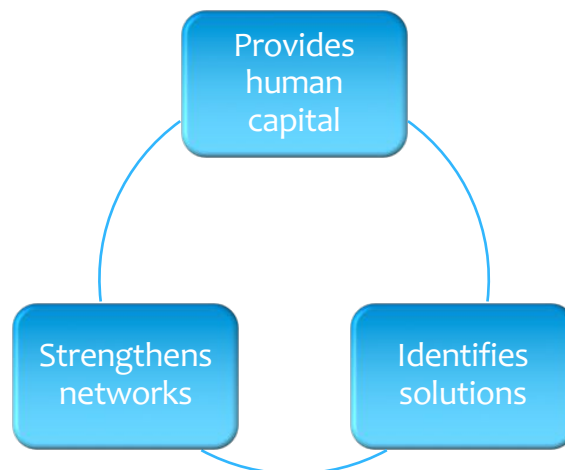 Provides
human
capital
Strengthens
networks
Identifies
solutions